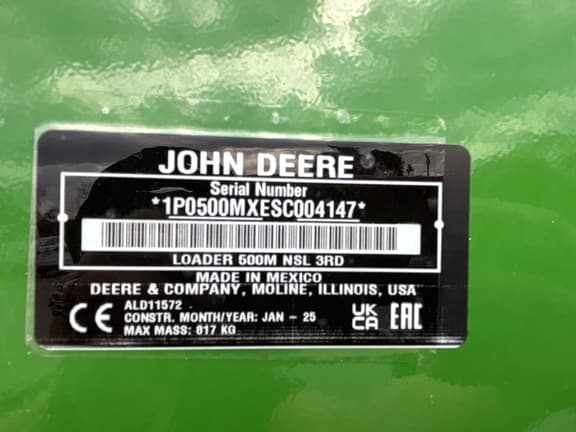 JOHN DEERE
Serial Number
*1P0500MXESC004147*
LOADER 500M NSL 3RD
MADE IN MEXICO
DEERE & COMPANY, MOLINE, ILLINOIS, USA
ALD11572
CONSTR. MONTH/YEAR: JAN - 25
MAX MASS: 617 KG
CE
UK
CA
EAC